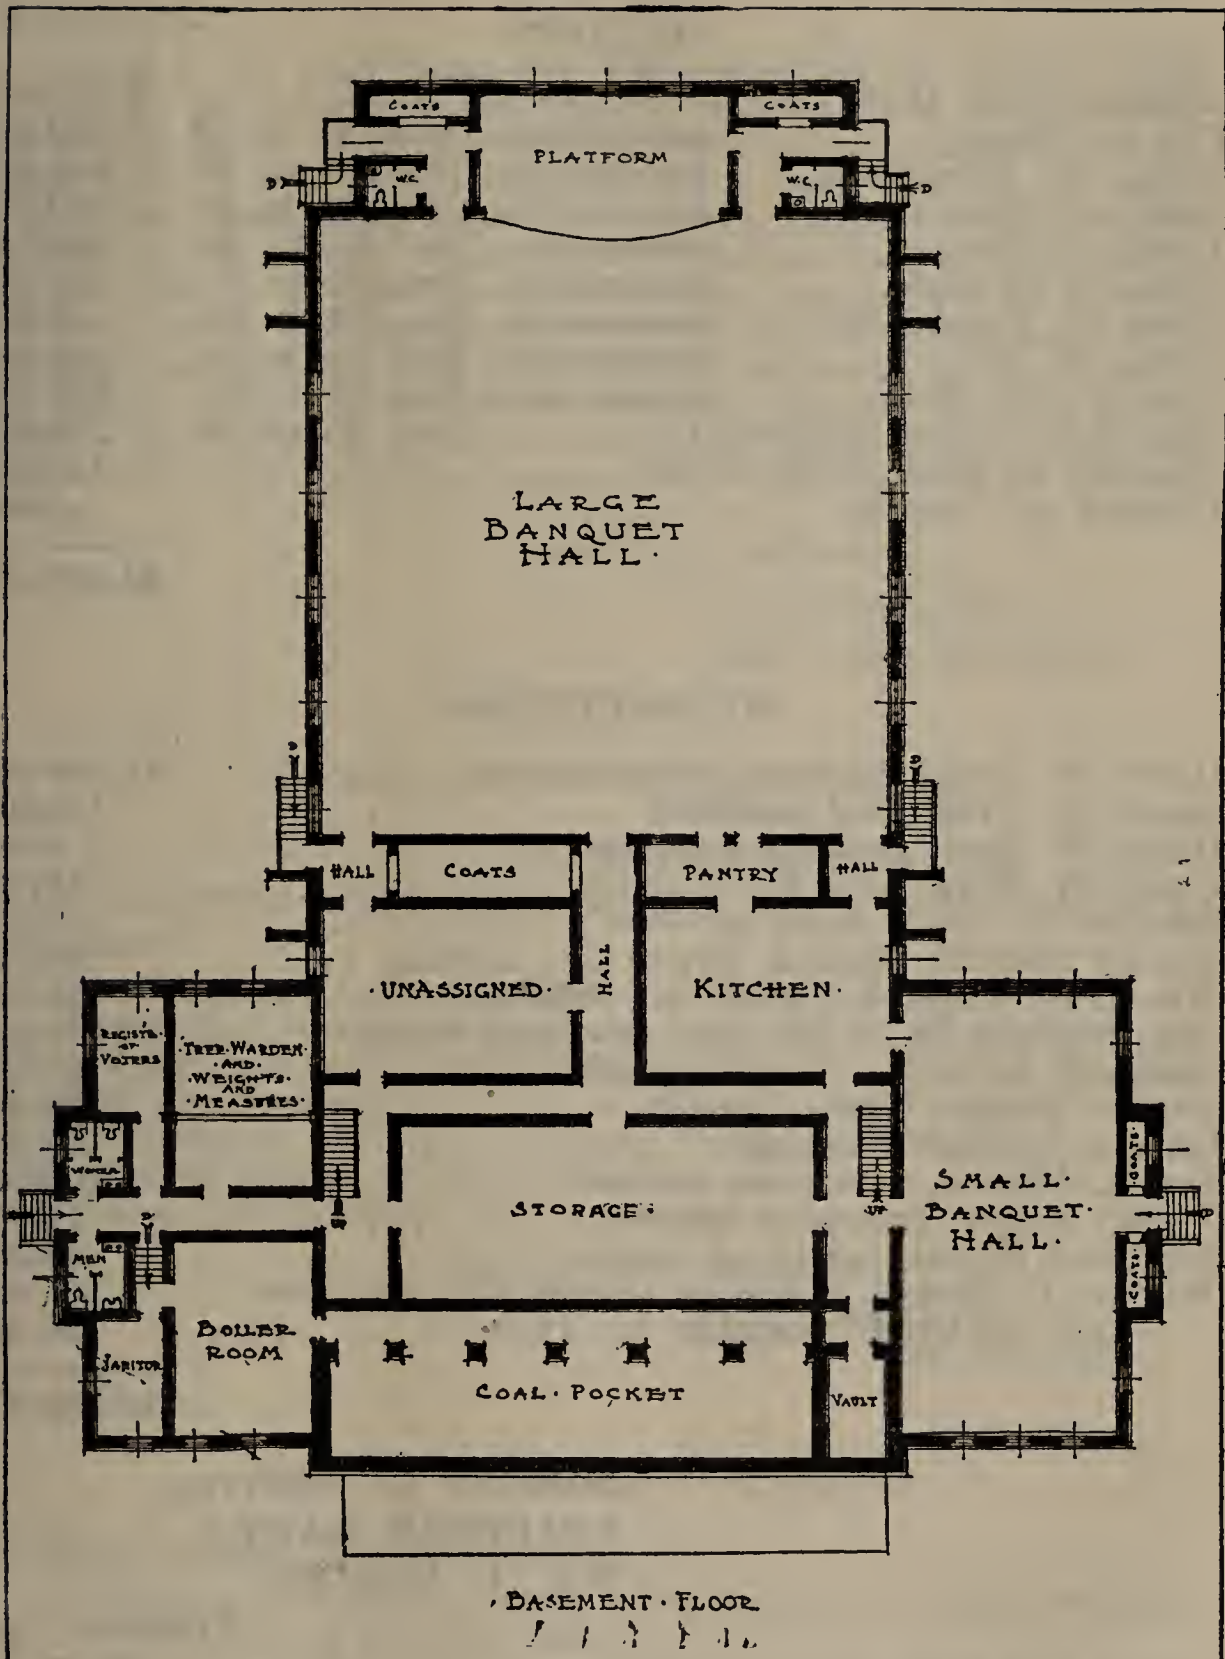 COATS
COATS
PLATFORM
W.C.
W.C.
D
D
LARGE
BANQUET
HALL.
D
D
HALL
COATS
PANTRY
HALL
HALL
.UNASSIGNED.
KITCHEN.
REGISTR.
OF
VOTERS
.TREE.WARDEN.
.AND.
.WEIGHTS.
AND
.MEASURES.
WOMEN
UP
STORAGE.
UP
SMALL.
BANQUET.
HALL.
.COATS.
.COATS.
D
D
MEN
BOILER
ROOM
JANITOR
COAL.POCKET
VAULT
.BASEMENT.FLOOR